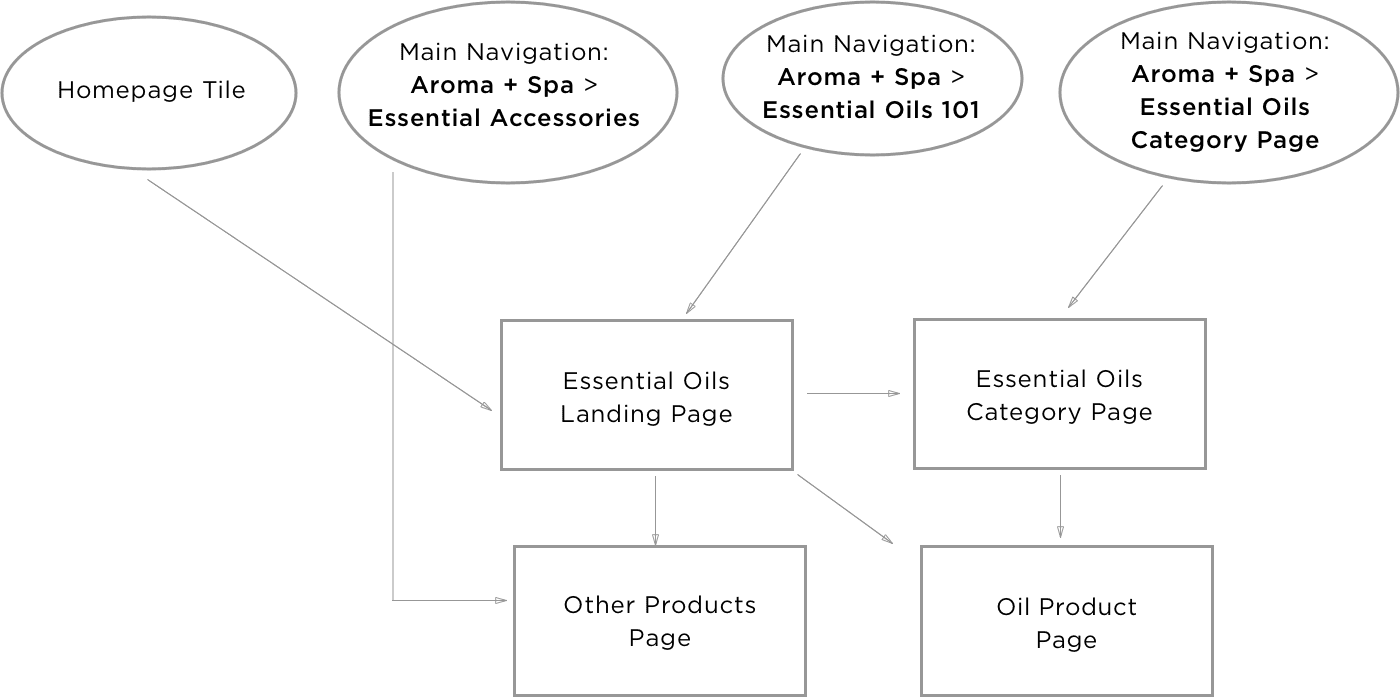 Homepage Tile
Main Navigation:
Aroma + Spa >
Essential Accessories
Main Navigation:
Aroma + Spa >
Essential Oils 101
Main Navigation:
Aroma + Spa >
Essential Oils
Category Page
Essential Oils
Landing Page
Essential Oils
Category Page
Other Products
Page
Oil Product
Page